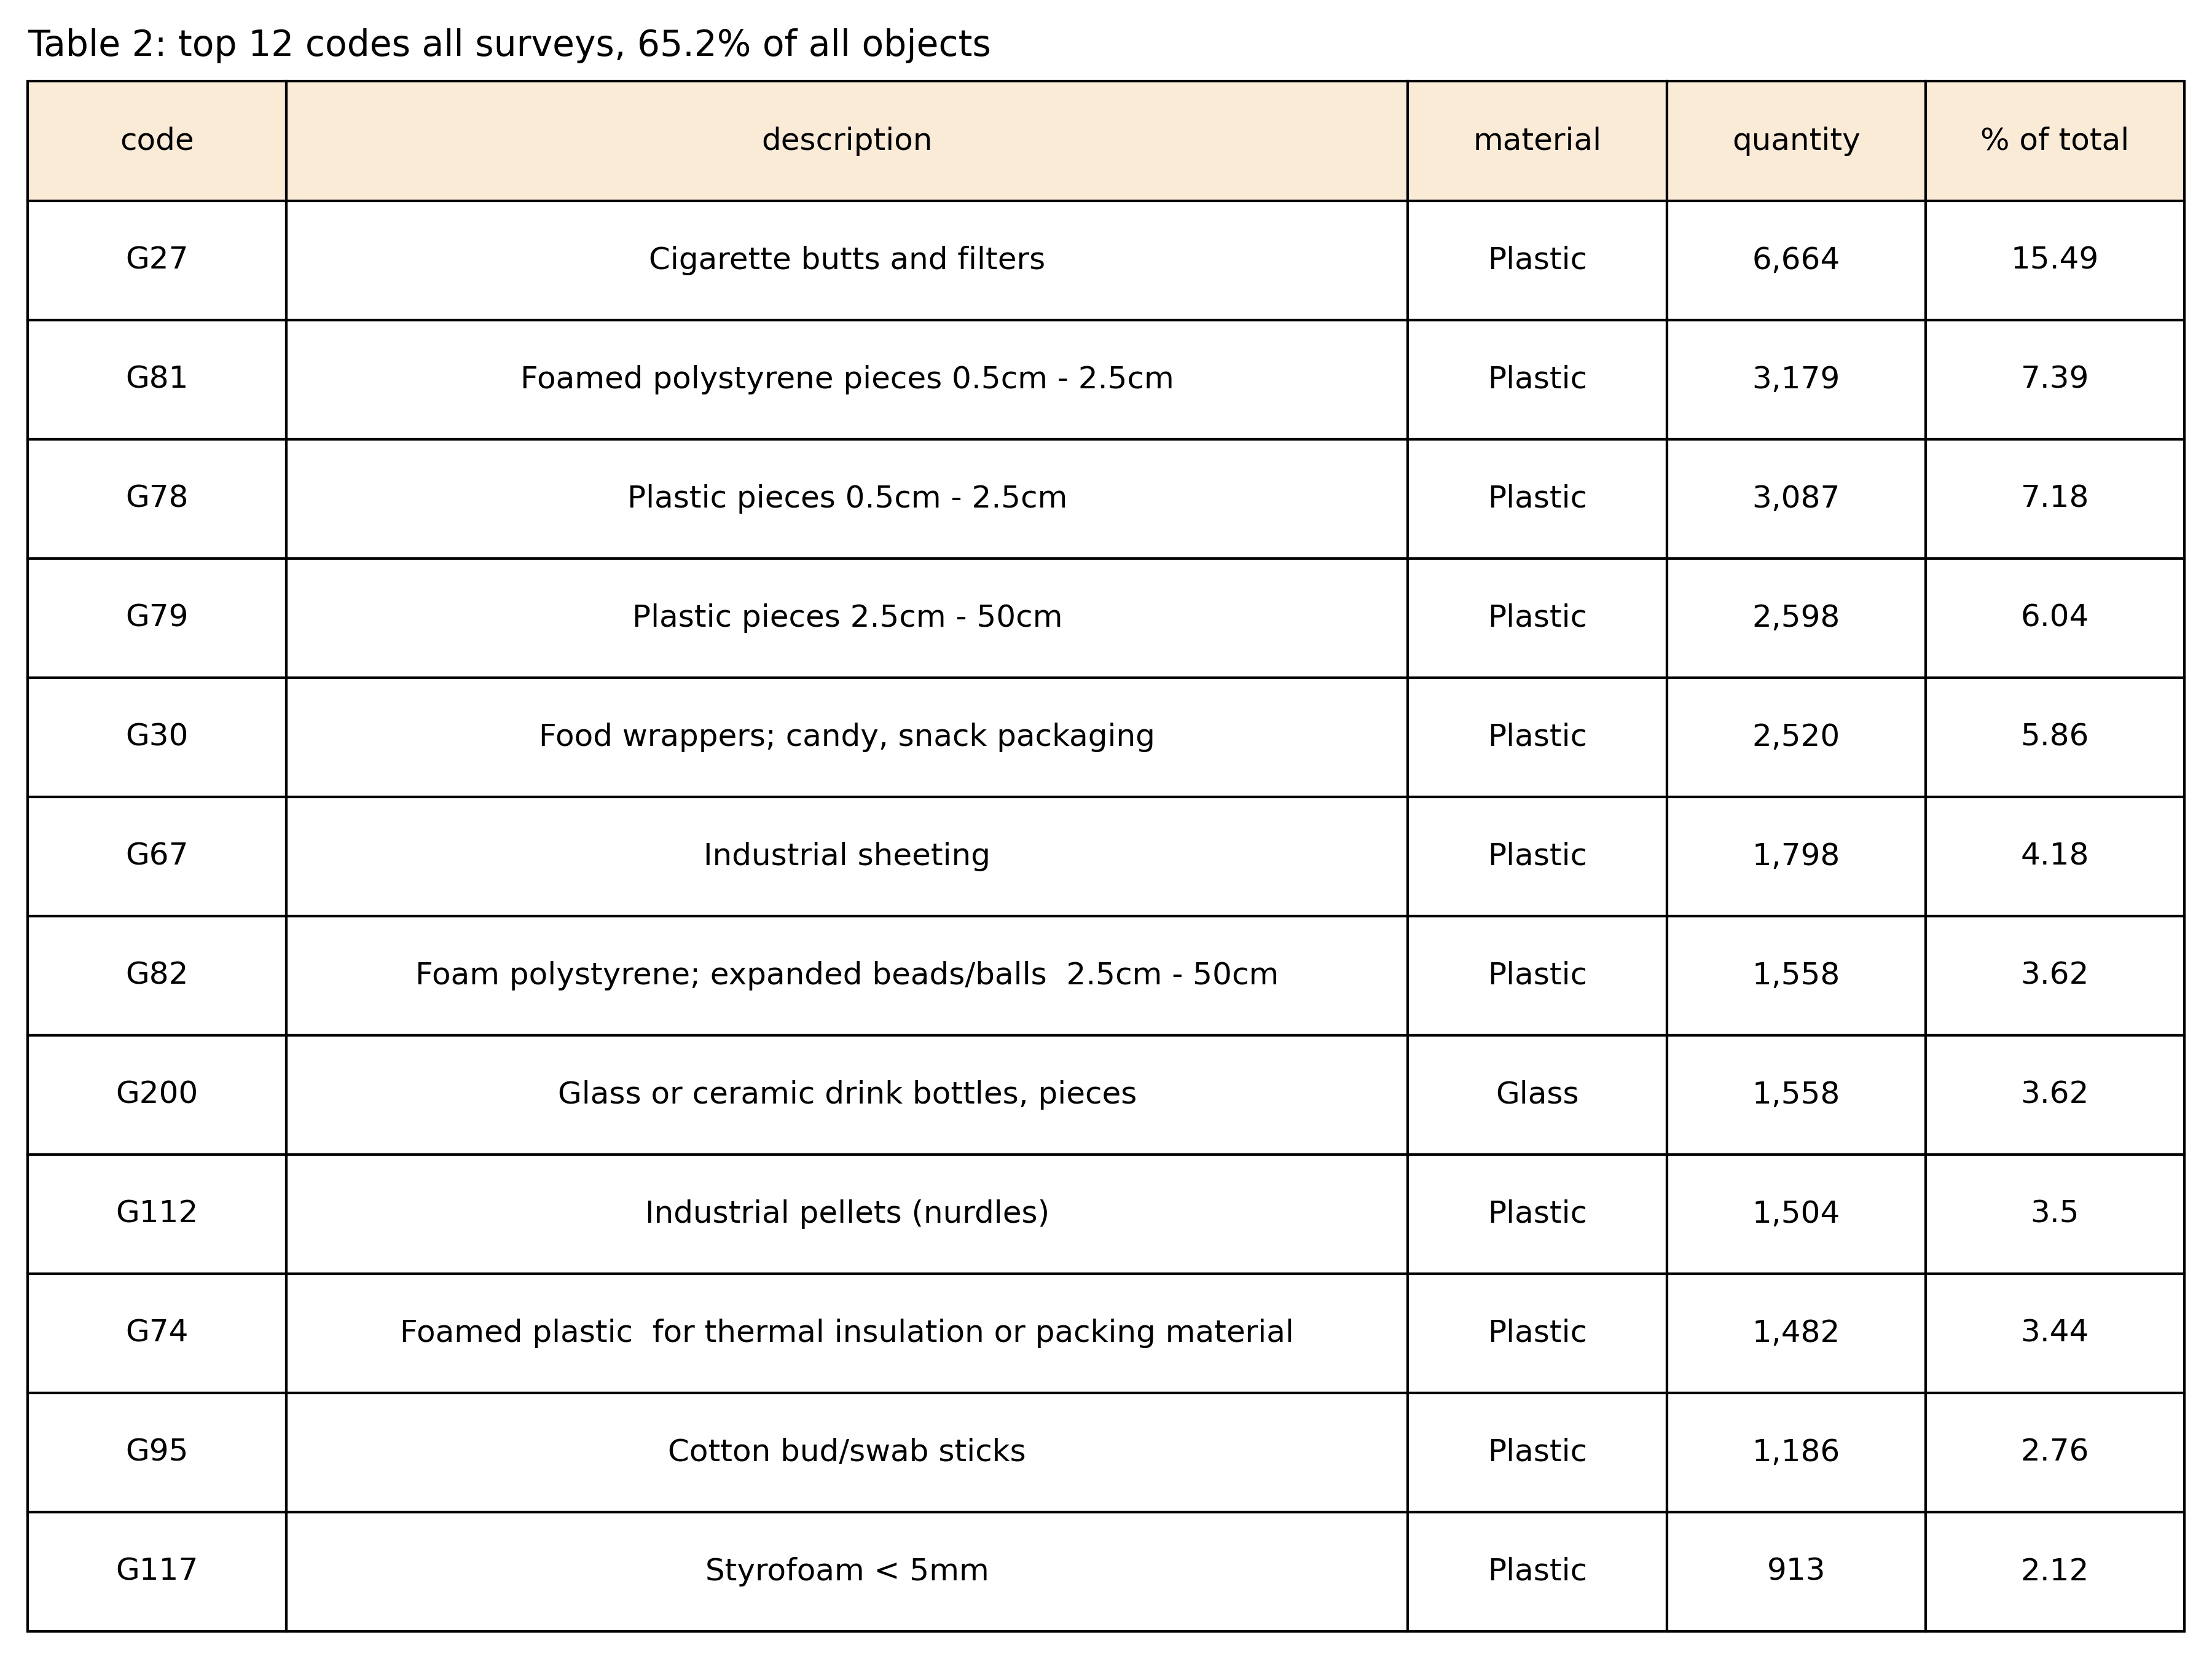 Table 2: top 12 codes all surveys, 65.2% of all objects
code description material quantity % of total
G27 Cigarette butts and filters Plastic 6,664 15.49
G81 Foamed polystyrene pieces 0.5cm - 2.5cm Plastic 3,179 7.39
G78 Plastic pieces 0.5cm - 2.5cm Plastic 3,087 7.18
G79 Plastic pieces 2.5cm - 50cm Plastic 2,598 6.04
G30 Food wrappers; candy, snack packaging Plastic 2,520 5.86
G67 Industrial sheeting Plastic 1,798 4.18
G82 Foam polystyrene; expanded beads/balls  2.5cm - 50cm Plastic 1,558 3.62
G200 Glass or ceramic drink bottles, pieces Glass 1,558 3.62
G112 Industrial pellets (nurdles) Plastic 1,504 3.5
G74 Foamed plastic  for thermal insulation or packing material Plastic 1,482 3.44
G95 Cotton bud/swab sticks Plastic 1,186 2.76
G117 Styrofoam < 5mm Plastic 913 2.12